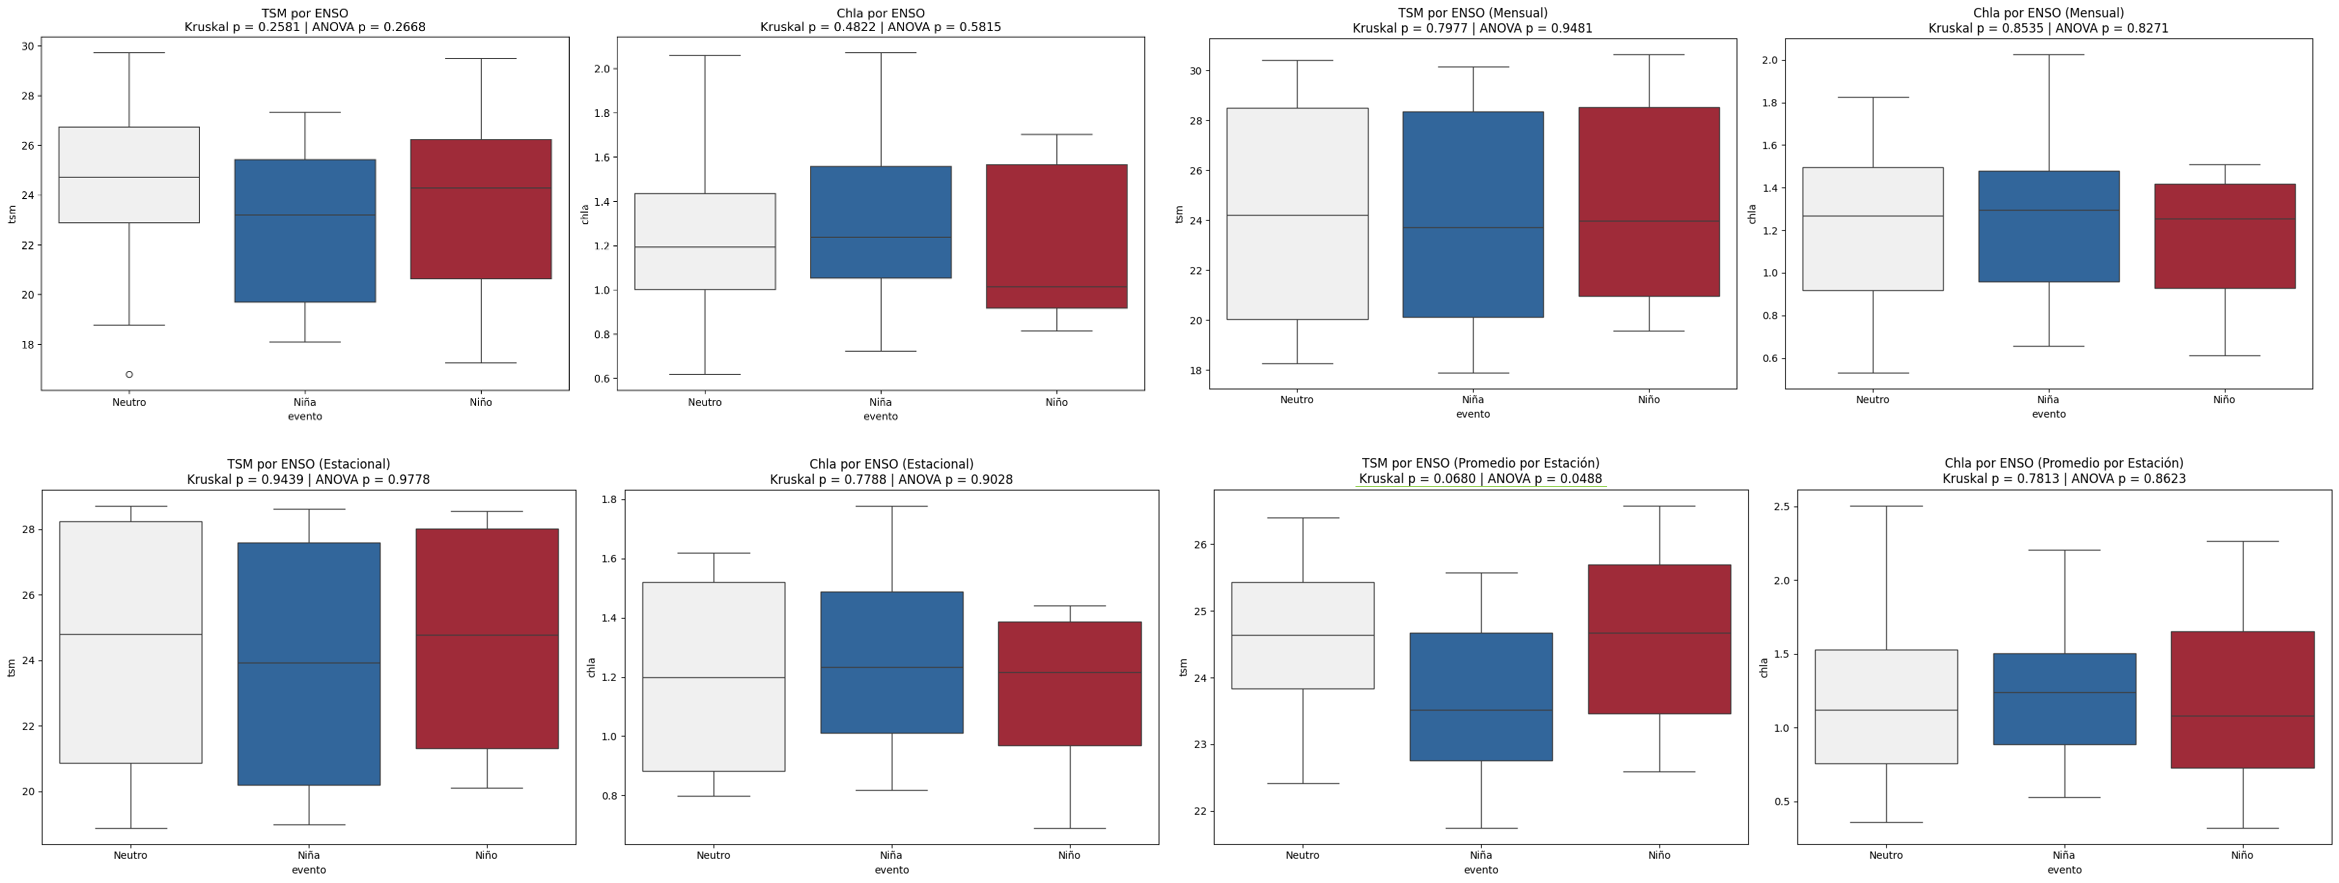 TSM por ENSO
Kruskal p = 0.2581 | ANOVA p = 0.2668
30
28
26
24
22
20
18
tsm
Neutro Niña Niño
evento
Chla por ENSO
Kruskal p = 0.4822 | ANOVA p = 0.5815
2.0
1.8
1.6
1.4
1.2
1.0
0.8
0.6
chla
Neutro Niña Niño
evento
TSM por ENSO (Mensual)
Kruskal p = 0.7977 | ANOVA p = 0.9481
30
28
26
24
22
20
18
tsm
Neutro Niña Niño
evento
Chla por ENSO (Mensual)
Kruskal p = 0.8535 | ANOVA p = 0.8271
2.0
1.8
1.6
1.4
1.2
1.0
0.8
0.6
chla
Neutro Niña Niño
evento
TSM por ENSO (Estacional)
Kruskal p = 0.9439 | ANOVA p = 0.9778
28
26
24
22
20
tsm
Neutro Niña Niño
evento
Chla por ENSO (Estacional)
Kruskal p = 0.7788 | ANOVA p = 0.9028
1.8
1.6
1.4
1.2
1.0
0.8
chla
Neutro Niña Niño
evento
TSM por ENSO (Promedio por Estación)
Kruskal p = 0.0680 | ANOVA p = 0.0488
26
25
24
23
22
tsm
Neutro Niña Niño
evento
Chla por ENSO (Promedio por Estación)
Kruskal p = 0.7813 | ANOVA p = 0.8623
2.5
2.0
1.5
1.0
0.5
chla
Neutro Niña Niño
evento